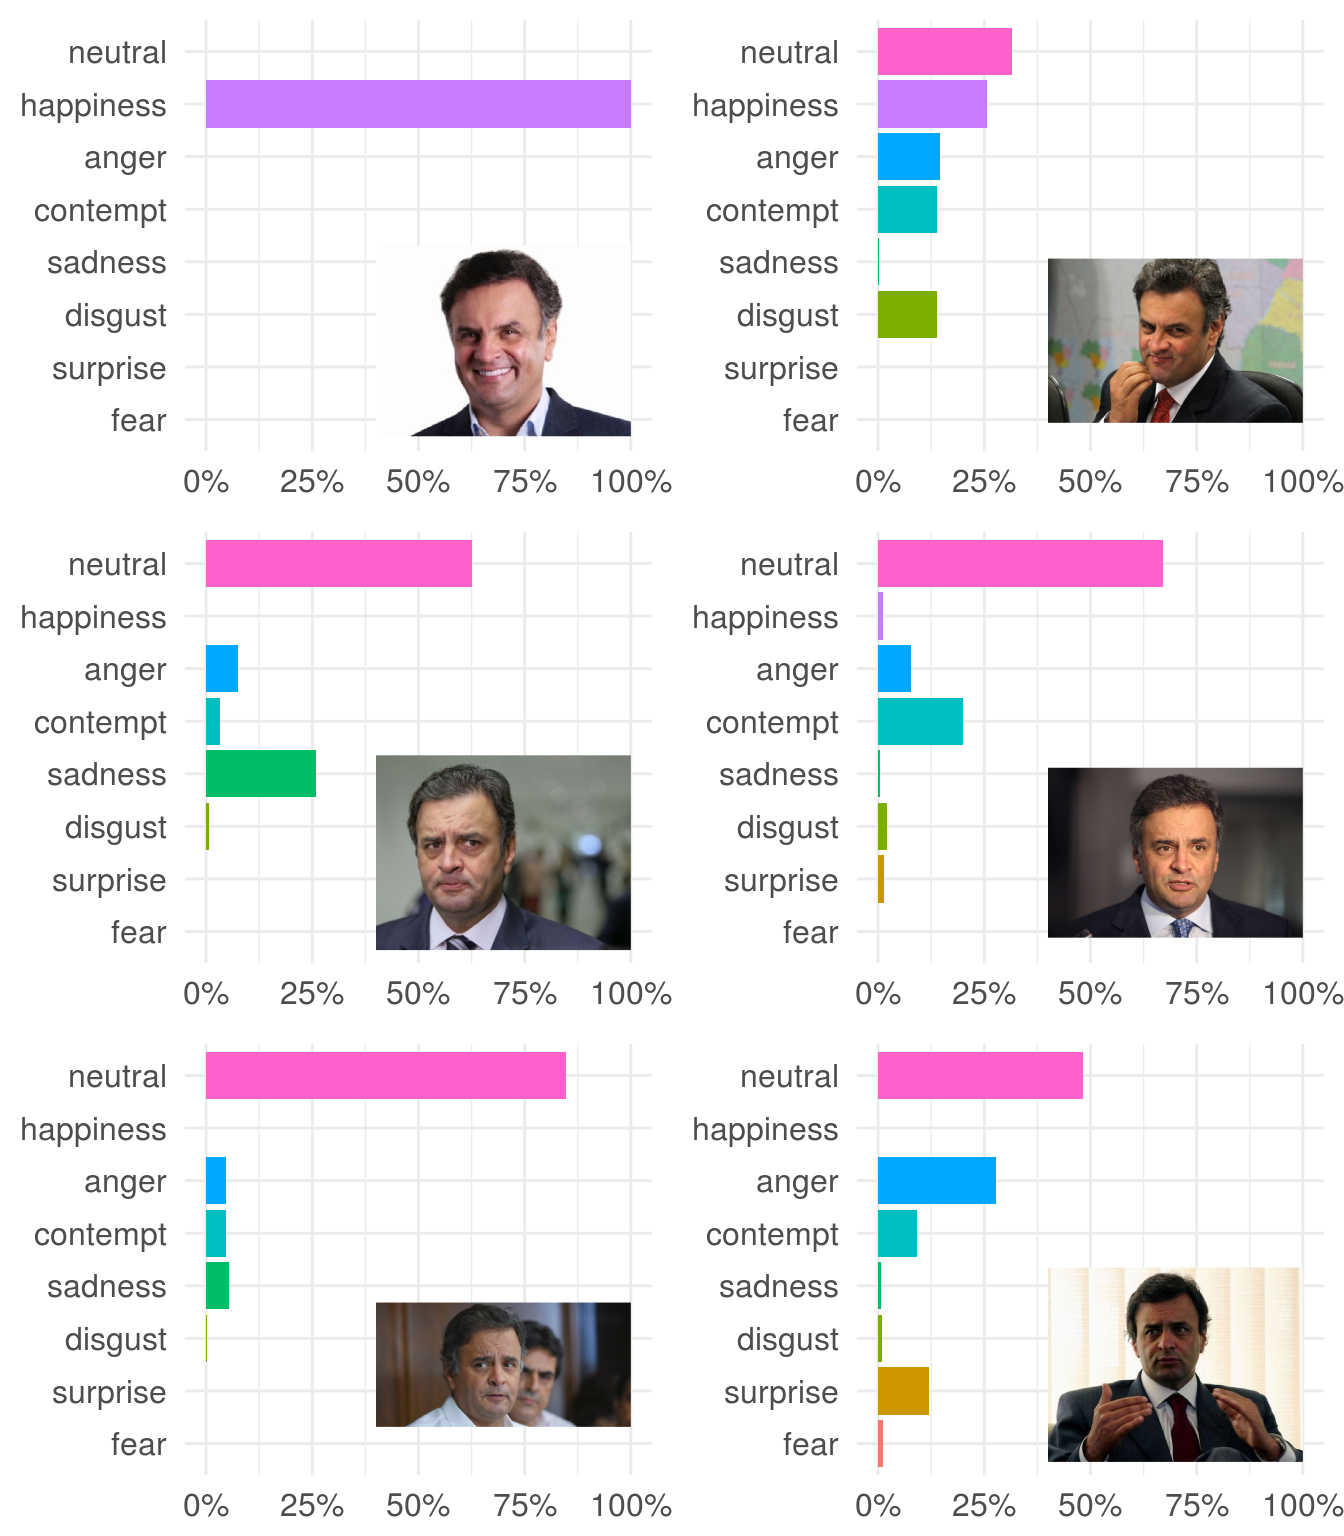 neutral
happiness
anger
contempt
sadness
disgust
surprise
fear
0% 25% 50% 75% 100%
neutral
happiness
anger
contempt
sadness
disgust
surprise
fear
0% 25% 50% 75% 100%
neutral
happiness
anger
contempt
sadness
disgust
surprise
fear
0% 25% 50% 75% 100%
neutral
happiness
anger
contempt
sadness
disgust
surprise
fear
0% 25% 50% 75% 100%
neutral
happiness
anger
contempt
sadness
disgust
surprise
fear
0% 25% 50% 75% 100%
neutral
happiness
anger
contempt
sadness
disgust
surprise
fear
0% 25% 50% 75% 100%